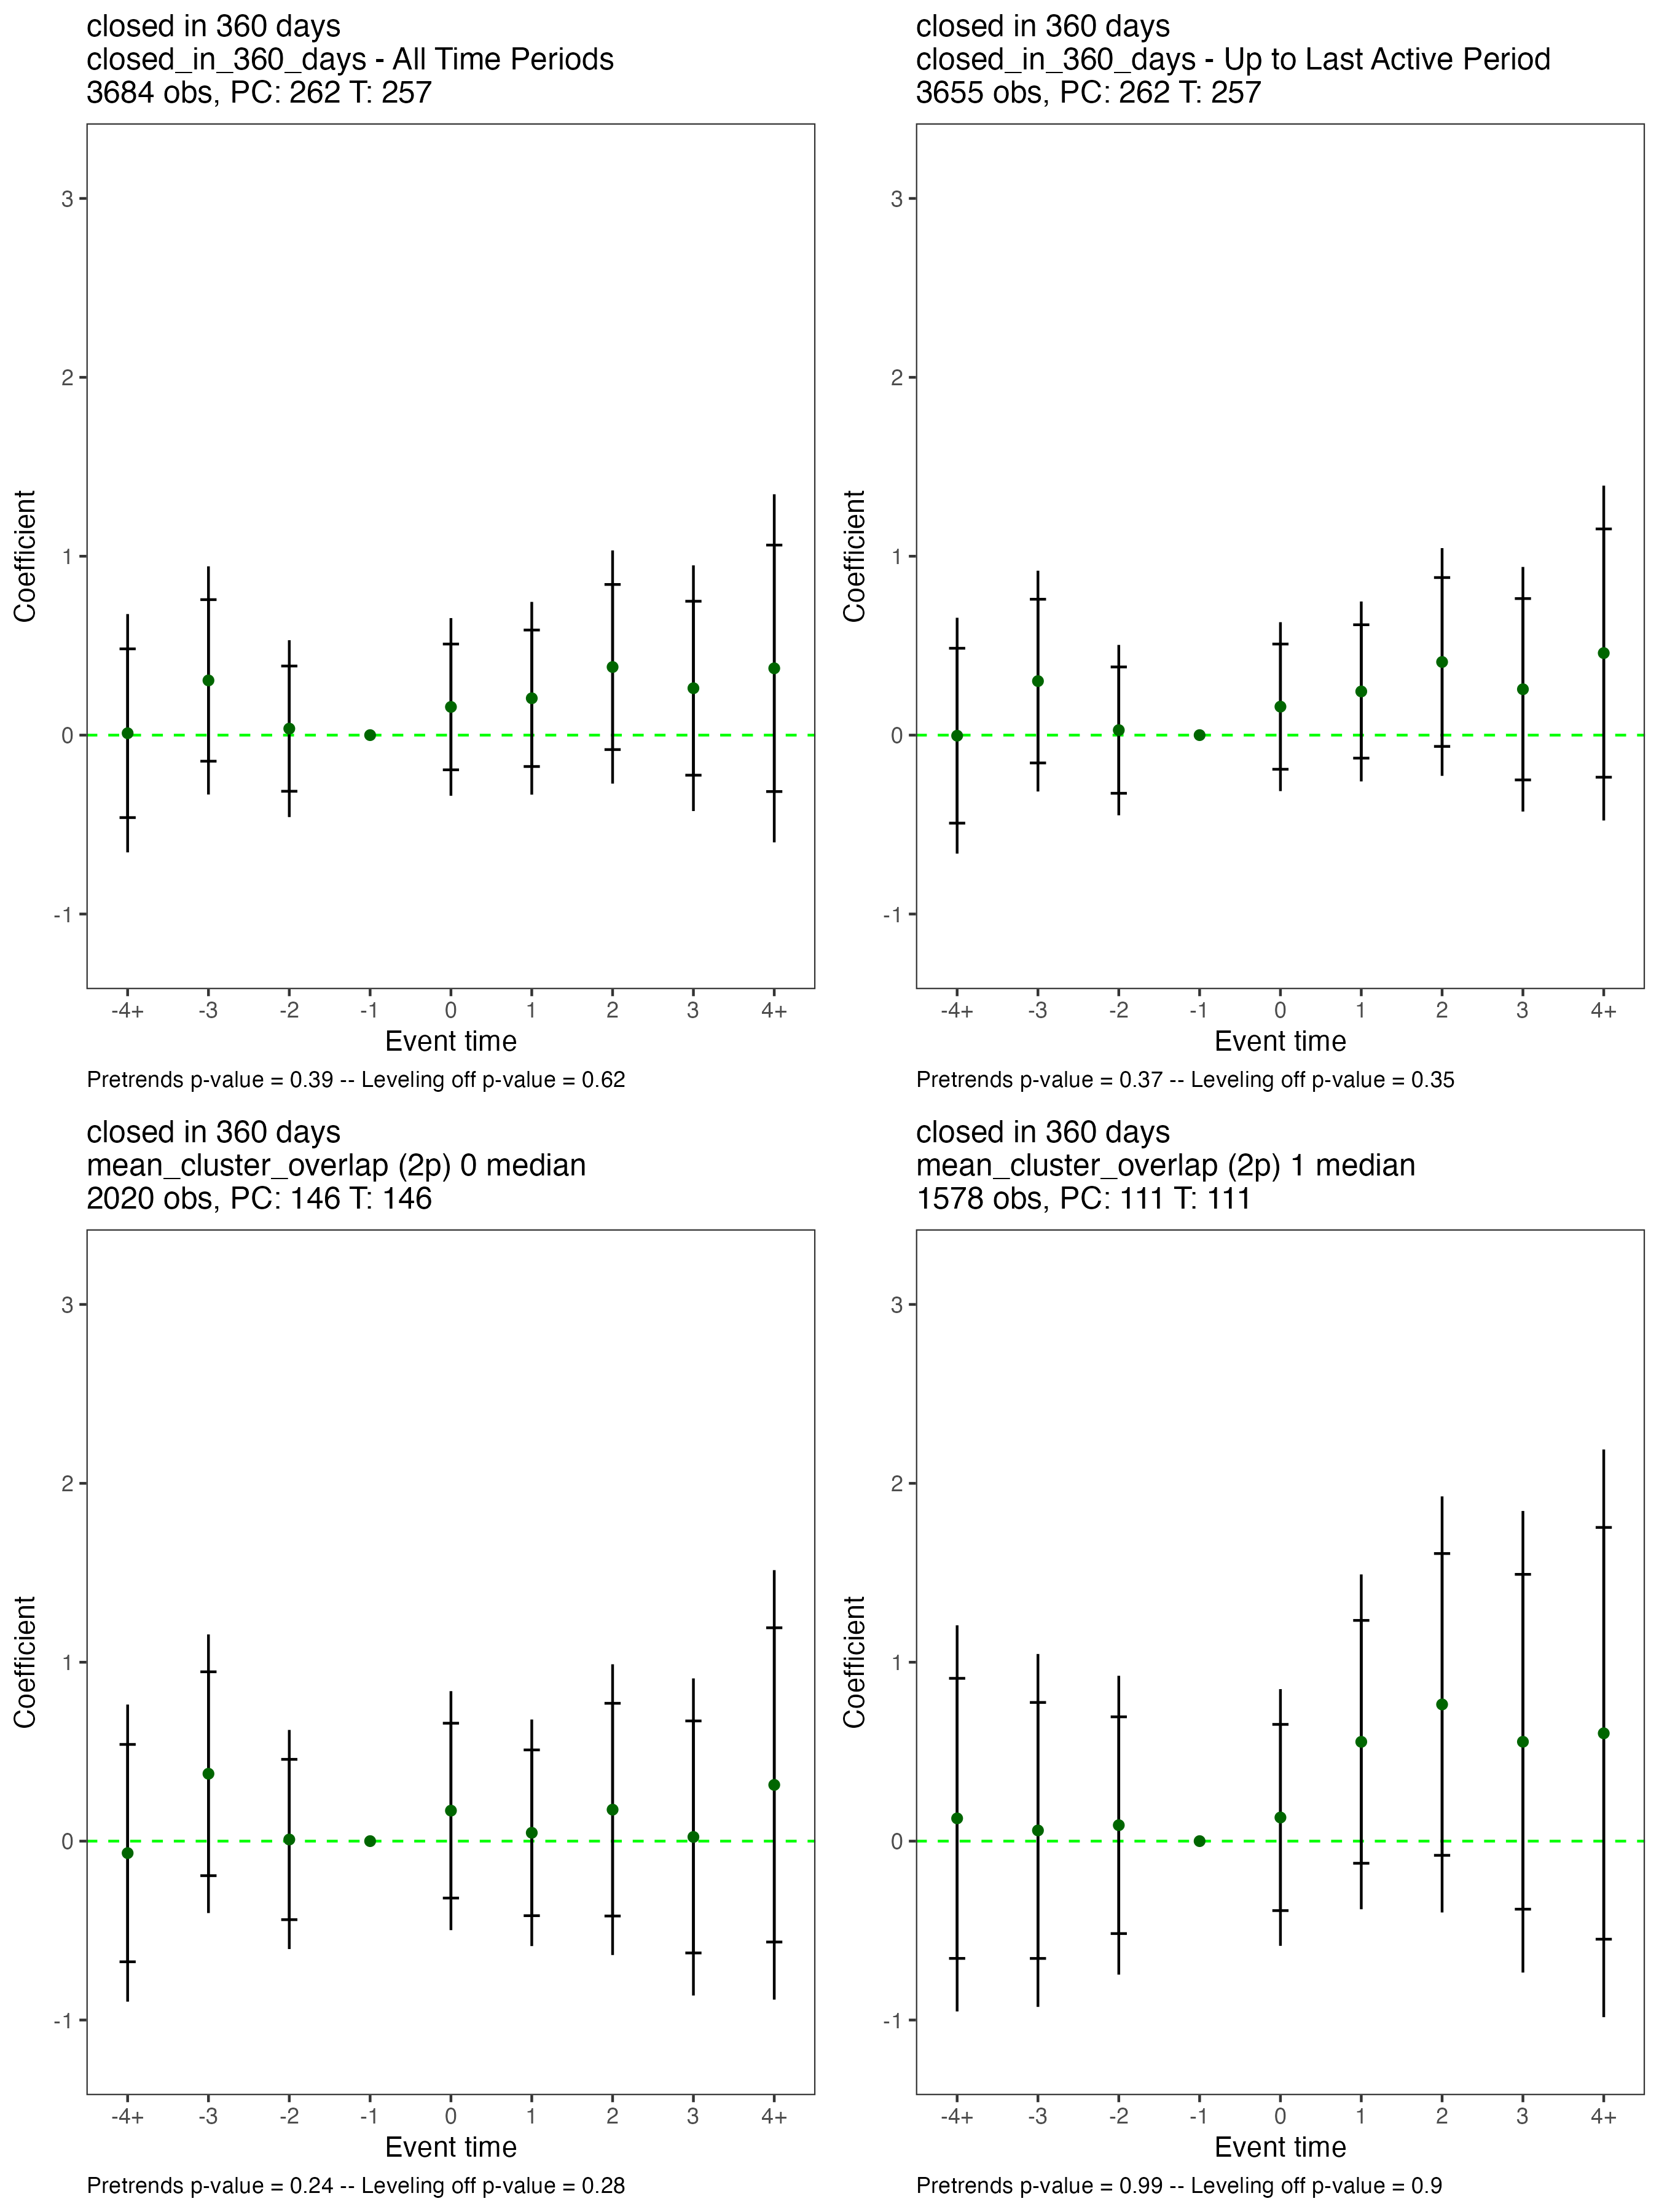 closed in 360 days
closed_in_360_days - All Time Periods
3684 obs, PC: 262 T: 257
3
2
1
0
-1
Coefficient
-4+ -3 -2 -1 0 1 2 3 4+
Event time
Pretrends p-value = 0.39 -- Leveling off p-value = 0.62
closed in 360 days
closed_in_360_days - Up to Last Active Period
3655 obs, PC: 262 T: 257
3
2
1
0
-1
Coefficient
-4+ -3 -2 -1 0 1 2 3 4+
Event time
Pretrends p-value = 0.37 -- Leveling off p-value = 0.35
closed in 360 days
mean_cluster_overlap (2p) 0 median
2020 obs, PC: 146 T: 146
3
2
1
0
-1
Coefficient
-4+ -3 -2 -1 0 1 2 3 4+
Event time
Pretrends p-value = 0.24 -- Leveling off p-value = 0.28
closed in 360 days
mean_cluster_overlap (2p) 1 median
1578 obs, PC: 111 T: 111
3
2
1
0
-1
Coefficient
-4+ -3 -2 -1 0 1 2 3 4+
Event time
Pretrends p-value = 0.99 -- Leveling off p-value = 0.9